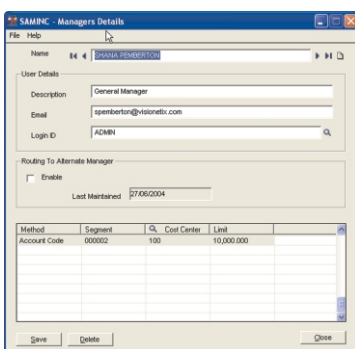 SAMINC - Managers Details
File Help
Name SHANA PEMBERTON
User Details
Description General Manager
Email spemberton@visionetix.com
Login ID ADMIN
Routing To Alternate Manager
Enable
Last Maintained 27/06/2004
Method Segment Cost Center Limit
Account Code 000002 100 10,000.000
Save Delete Close